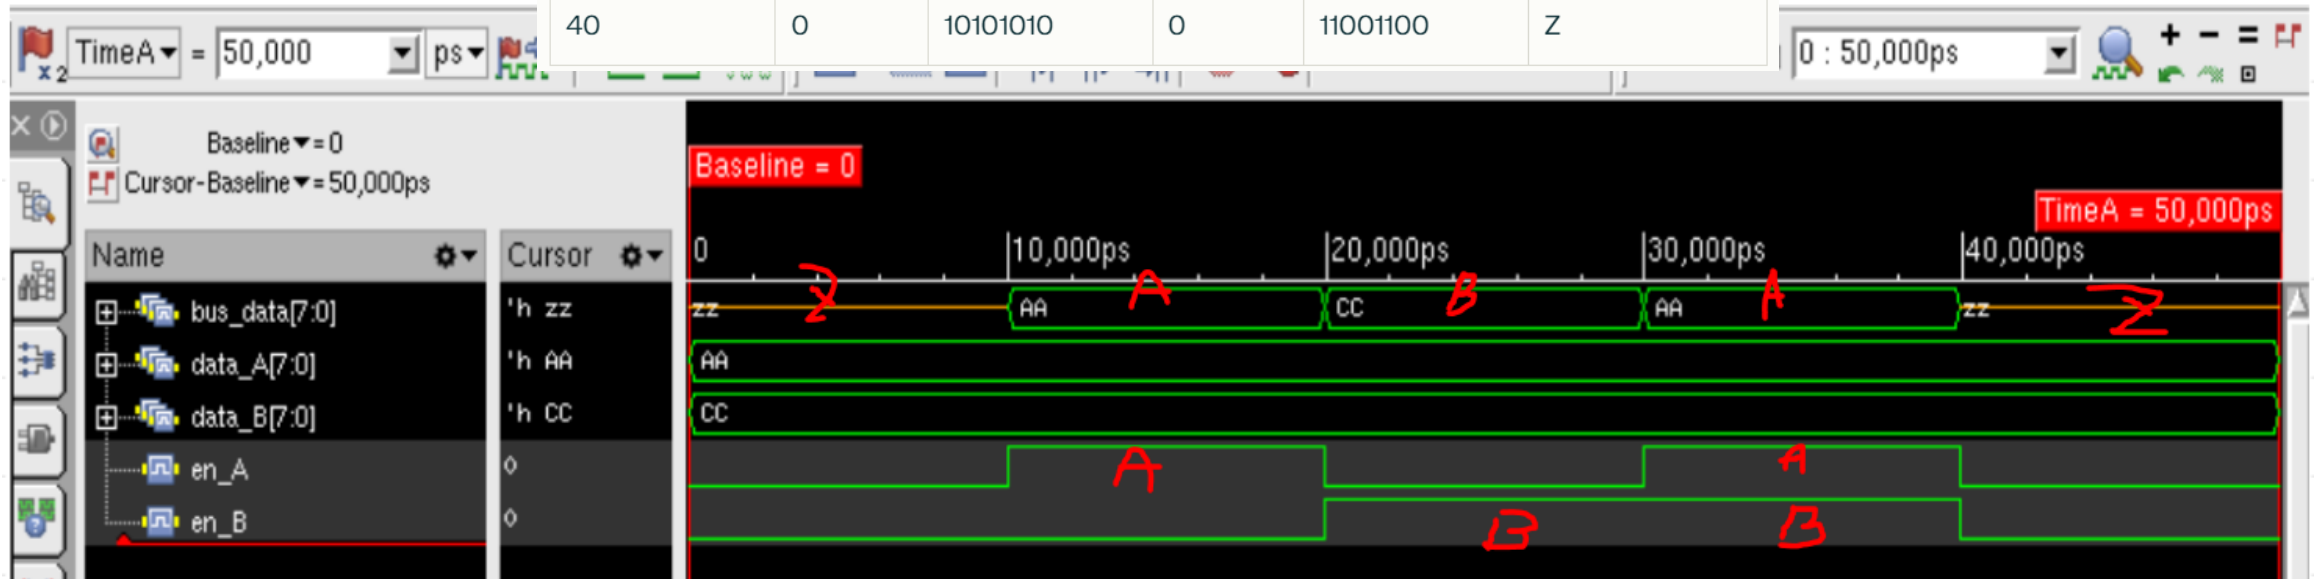 40 0 10101010 0 11001100 Z
x2 TimeA = 50,000 ps 0 : 50,000ps
Baseline = 0
Cursor-Baseline = 50,000ps
Baseline = 0
TimeA = 50,000ps
Name Cursor 0 10,000ps 20,000ps 30,000ps 40,000ps
Z A B A Z
bus_data[7:0] 'h zz zz AA CC AA zz
data_A[7:0] 'h AA AA
data_B[7:0] 'h CC CC
en_A 0 A A
en_B 0 B B